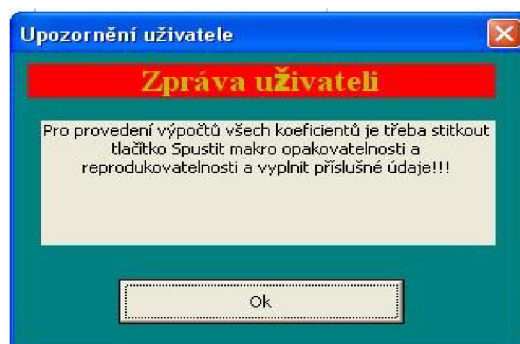 Upozornění uživatele
Zpráva uživateli
Pro provedení výpočtů všech koeficientů je třeba stitkout
tlačítko Spustit makro opakovatelnosti a
reprodukovatelnosti a vyplnit příslušné údaje!!!
Ok